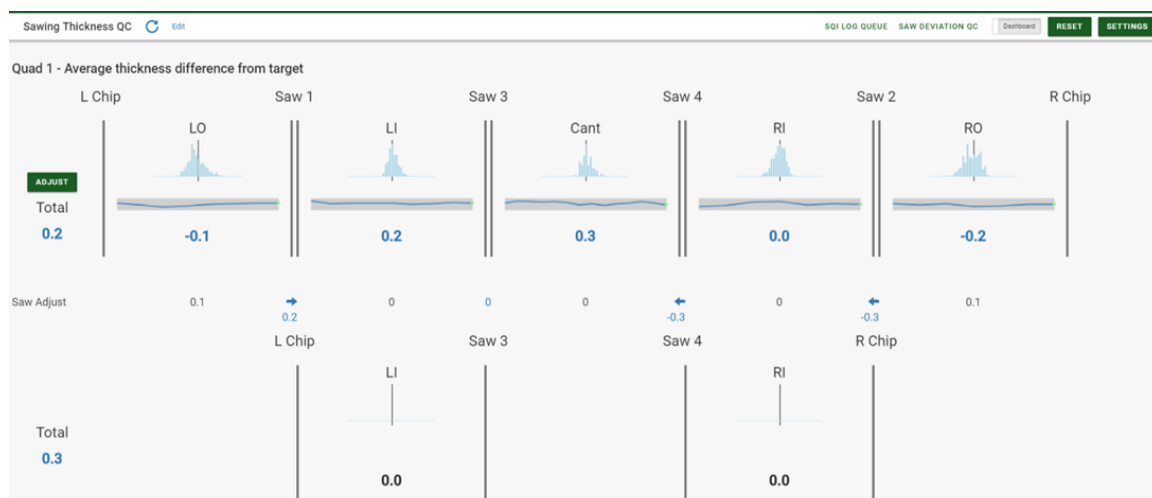 Sawing Thickness QC Edit SQI LOG QUEUE SAW DEVIATION QC Dashboard RESET SETTINGS
Quad 1 - Average thickness difference from target
L Chip Saw 1 Saw 3 Saw 4 Saw 2 R Chip
LO LI Cant RI RO
ADJUST
Total
0.2 -0.1 0.2 0.3 0.0 -0.2
Saw Adjust 0.1 0 0 0 0 0.1
0.2 -0.3 -0.3
L Chip Saw 3 Saw 4 R Chip
LI RI
Total
0.3
0.0 0.0